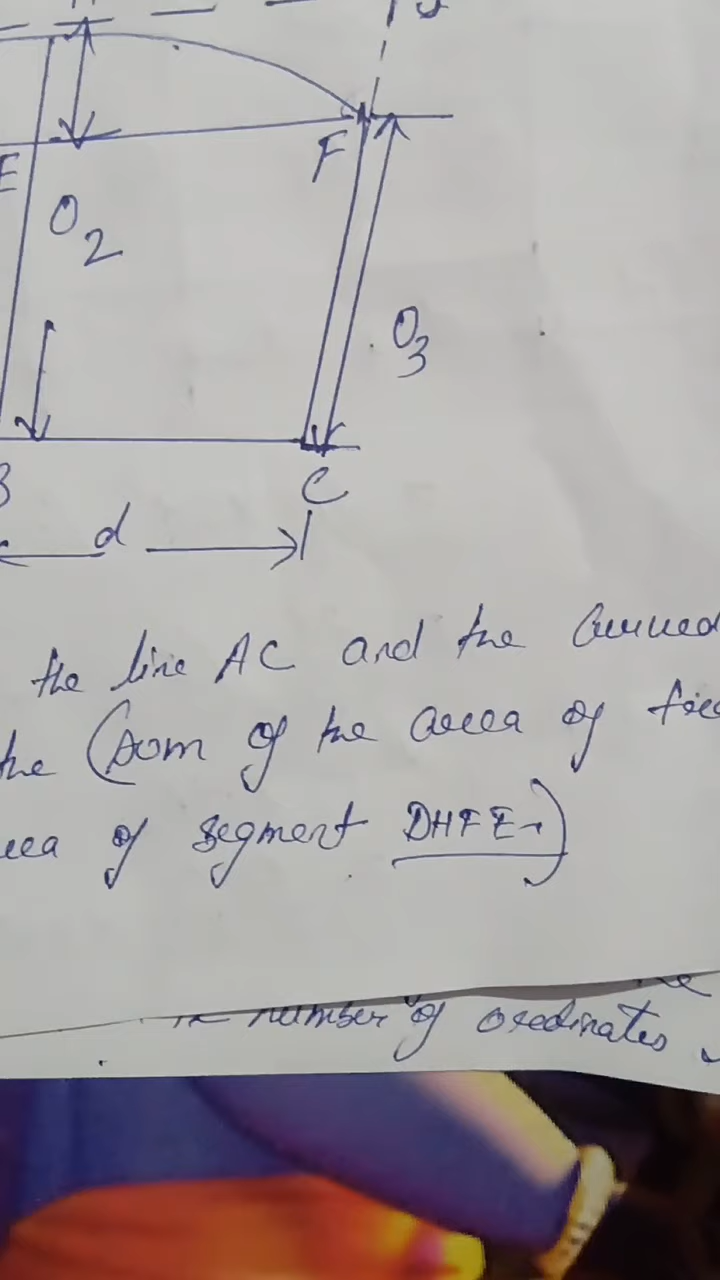 F
E
O2
O3
B
C
d
the line AC and the Curved
the (Sum of the area of
area of segment DHFE)
number of ordinates